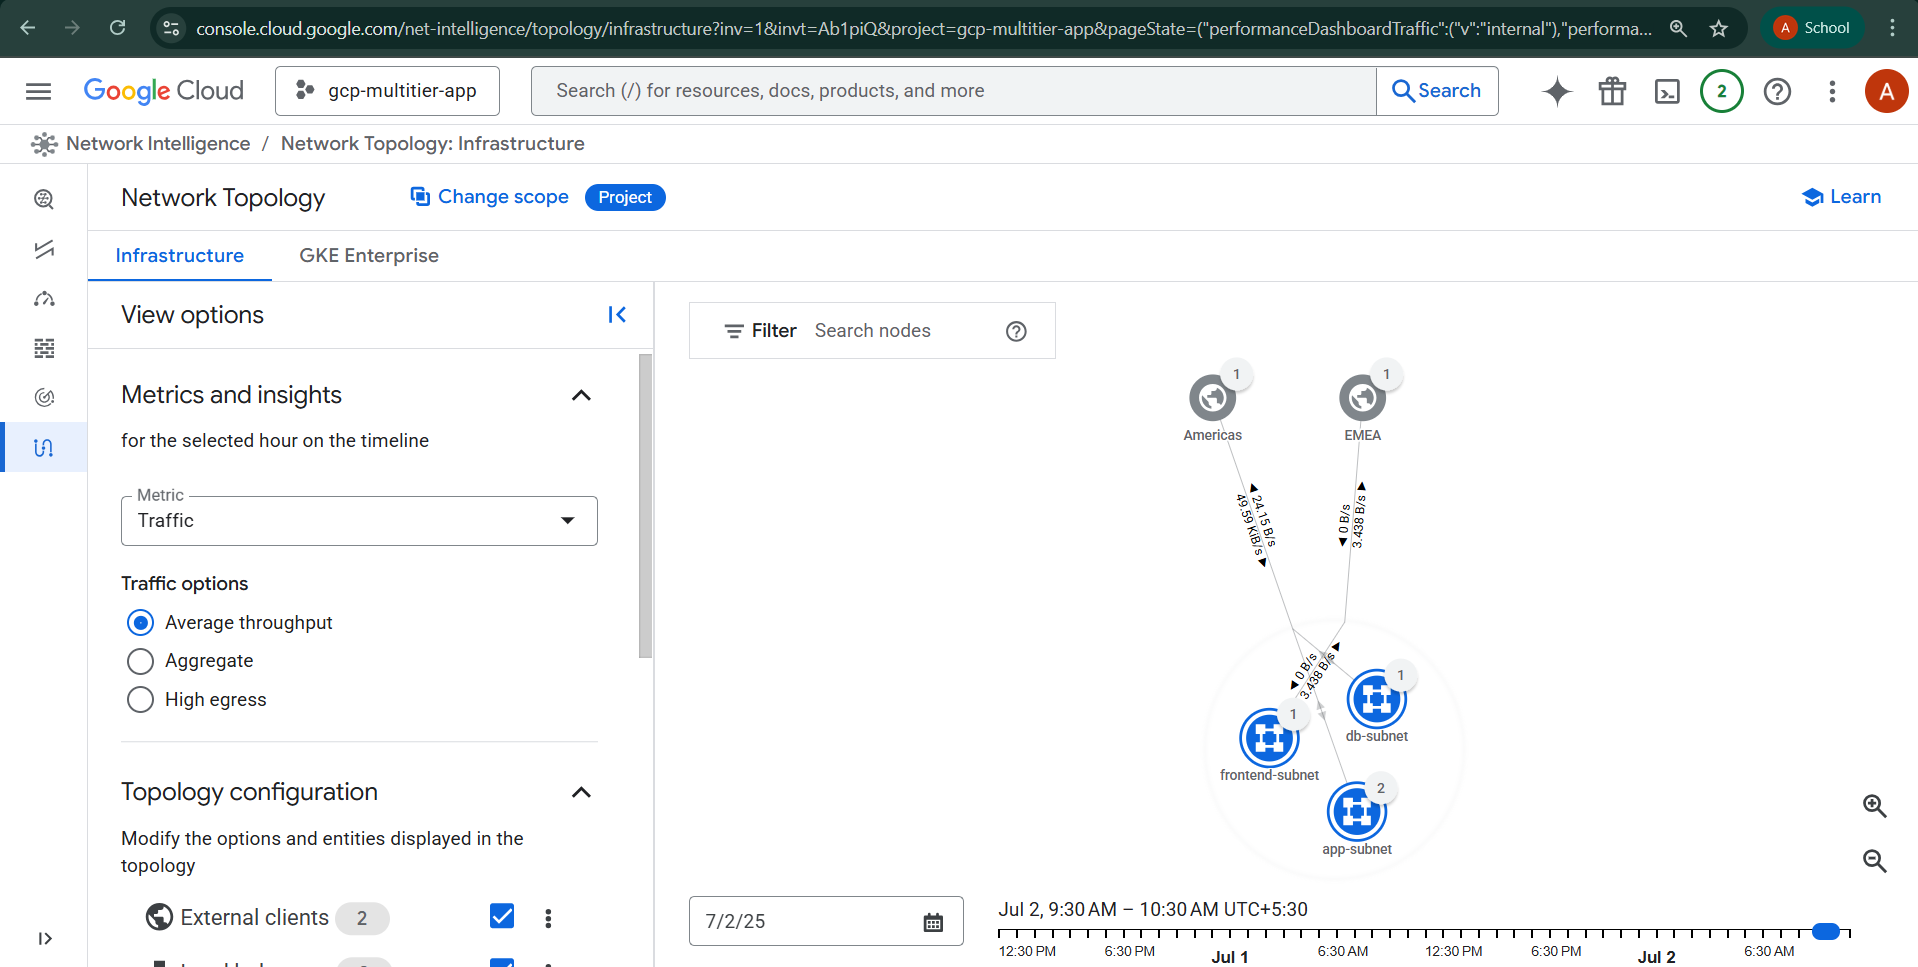 console.cloud.google.com/net-intelligence/topology/infrastructure?inv=1&invt=Ab1piQ&project=gcp-multitier-app&pageState=("performanceDashboardTraffic":("v":"internal"),"performa...
A School
Google Cloud
gcp-multitier-app
Search (/) for resources, docs, products, and more
Search
2
A
Network Intelligence / Network Topology: Infrastructure
Network Topology
Change scope
Project
Learn
Infrastructure
GKE Enterprise
View options
Filter Search nodes
Metrics and insights
for the selected hour on the timeline
Metric
Traffic
Traffic options
Average throughput
Aggregate
High egress
Topology configuration
Modify the options and entities displayed in the
topology
External clients 2
1
Americas
1
EMEA
24.15 B/s
49.59 KiB/s
0 B/s
3.438 B/s
0 B/s
3.438 B/s
1
db-subnet
1
frontend-subnet
2
app-subnet
7/2/25
Jul 2, 9:30 AM – 10:30 AM UTC+5:30
12:30 PM 6:30 PM Jul 1 6:30 AM 12:30 PM 6:30 PM Jul 2 6:30 AM